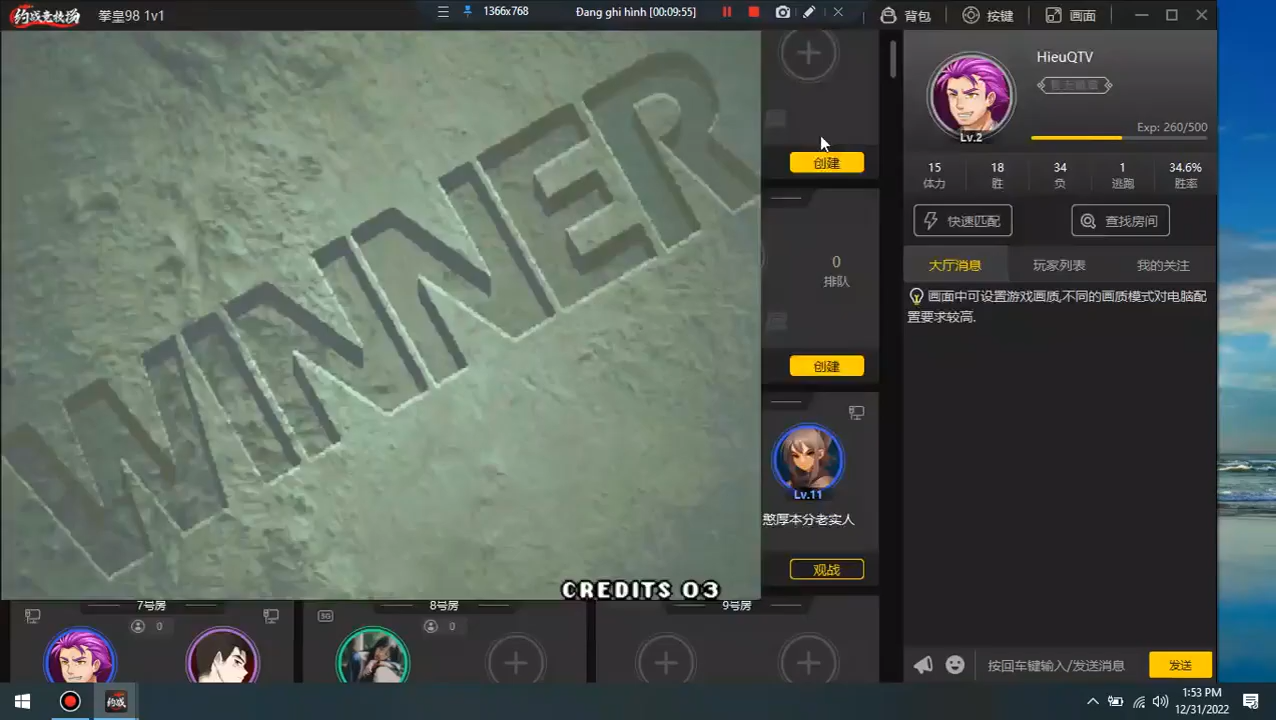 约战竞技场
拳皇98 1v1
1366x768
Đang ghi hình [00:09:55]
背包
按键
画面
WINNER
CREDITS 03
创建
0
排队
创建
Lv.11
憨厚本分老实人
观战
7号房
0
8号房
5G
0
9号房
HieuQTV
暂无徽章
Lv.2
Exp: 260/500
15
18
34
1
34.6%
体力
胜
负
逃跑
胜率
快速匹配
查找房间
大厅消息
玩家列表
我的关注
画面中可设置游戏画质,不同的画质模式对电脑配
置要求较高.
按回车键输入/发送消息
发送
约战
1:53 PM
12/31/2022